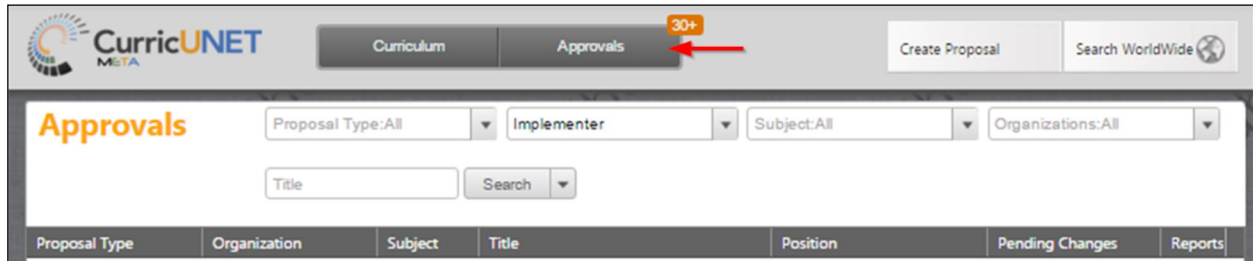 30+
CurricUNET
META
Curriculum Approvals Create Proposal Search WorldWide
Approvals Proposal Type:All Implementer Subject:All Organizations:All
Title Search
Proposal Type Organization Subject Title Position Pending Changes Reports